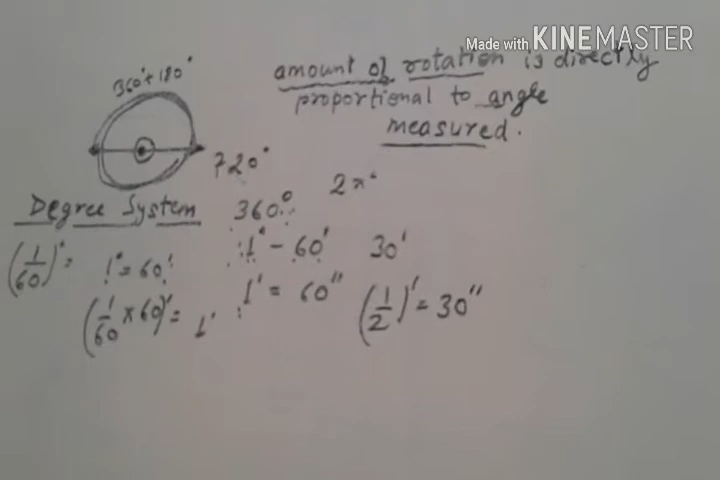 Made with KINEMASTER
360° + 180°
amount of rotation is directly
proportional to angle
measured.
720°
2π°
Degree System 360°
(1/60)° = 1° = 60' 1° - 60' 30'
(1/60 × 60)' = 1' 1' = 60" (1/2)' = 30"